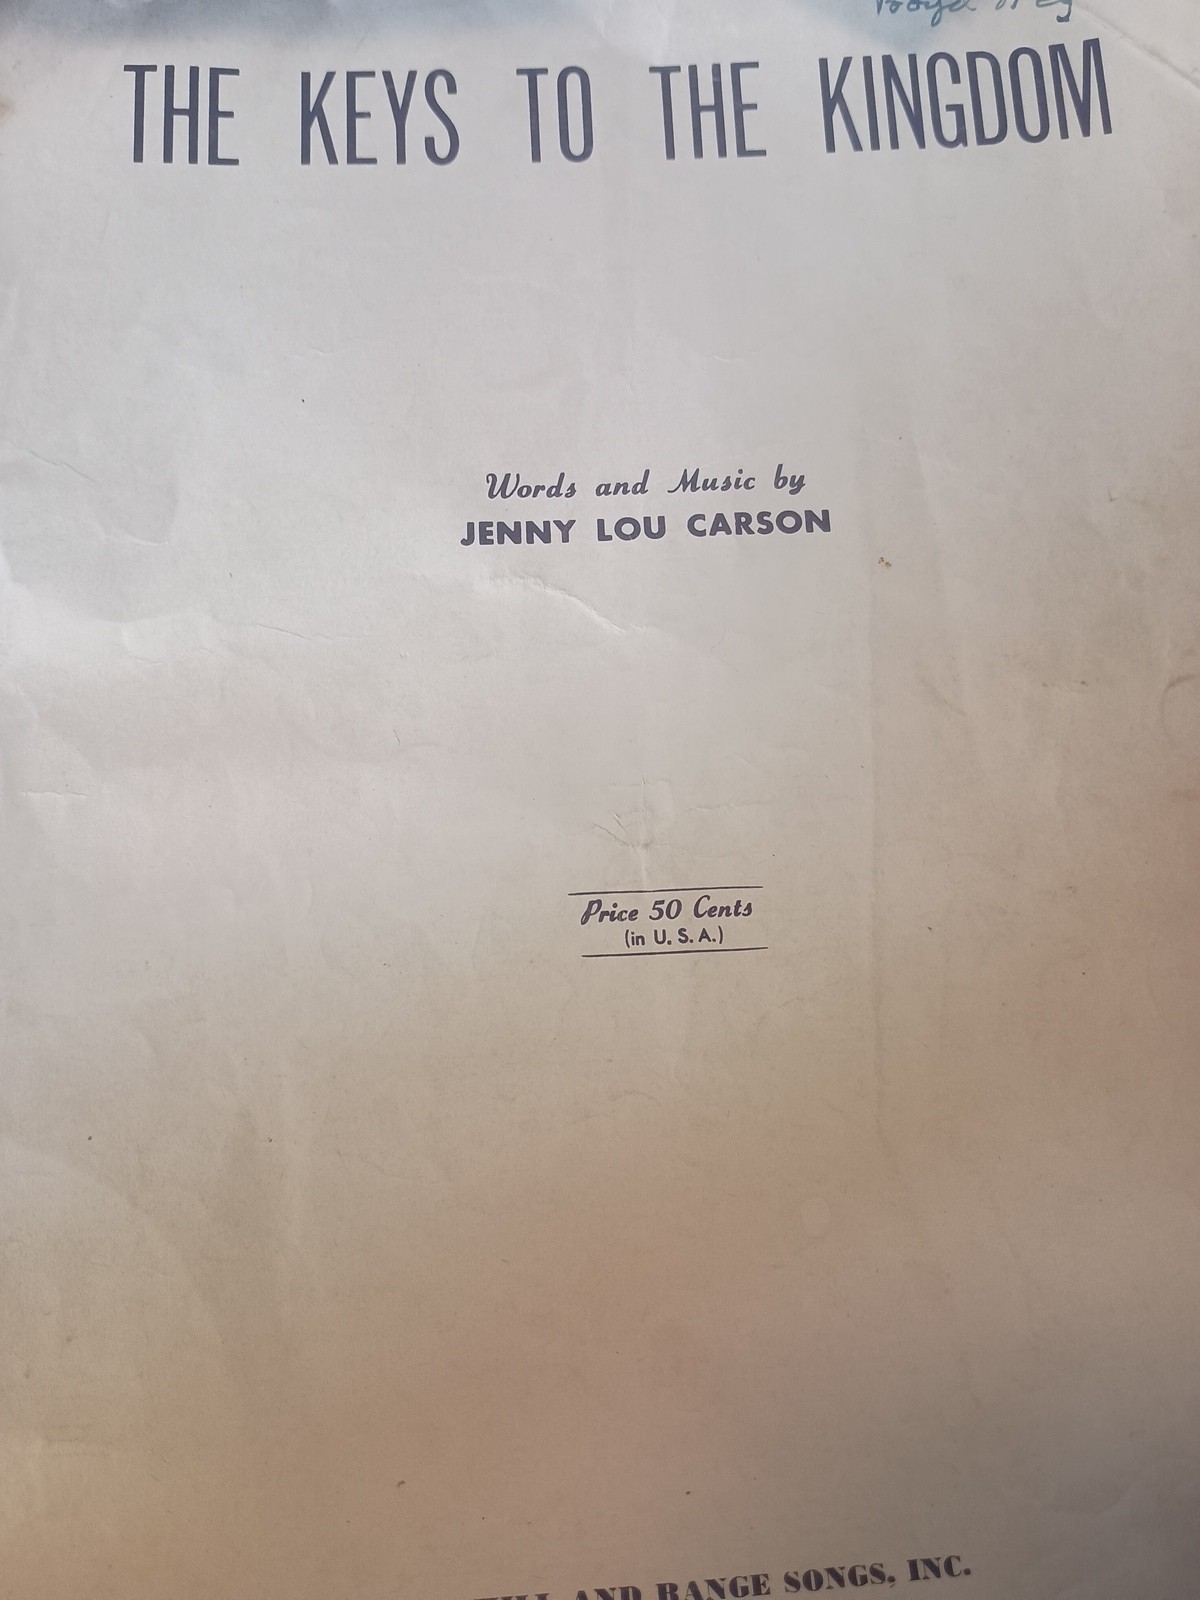 THE KEYS TO THE KINGDOM
Words and Music by
JENNY LOU CARSON
Price 50 Cents
(in U. S. A.)
HILL AND RANGE SONGS, INC.